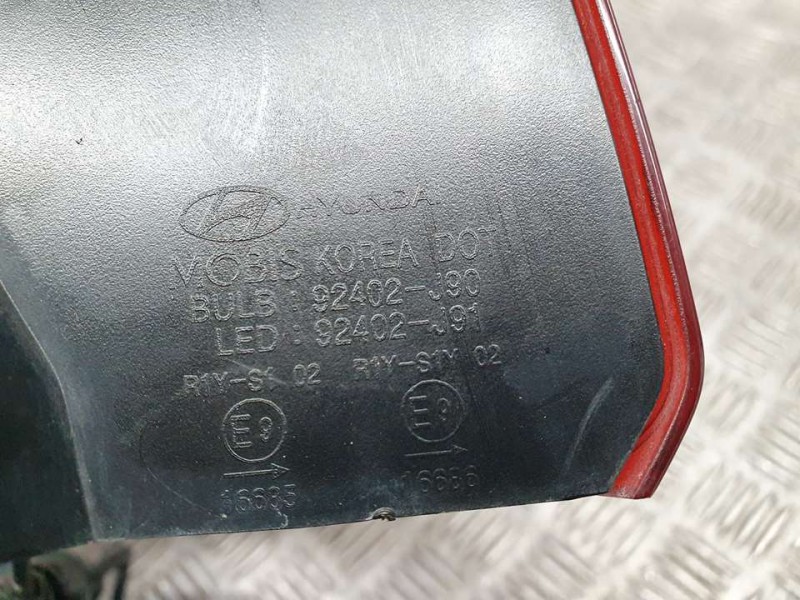 HYUNDAI
MOBIS KOREA DOT
BULB : 92402-J90
LED : 92402-J91
R1Y-S1 02 R1Y-S1Y 02
E9 E9
16685 16686